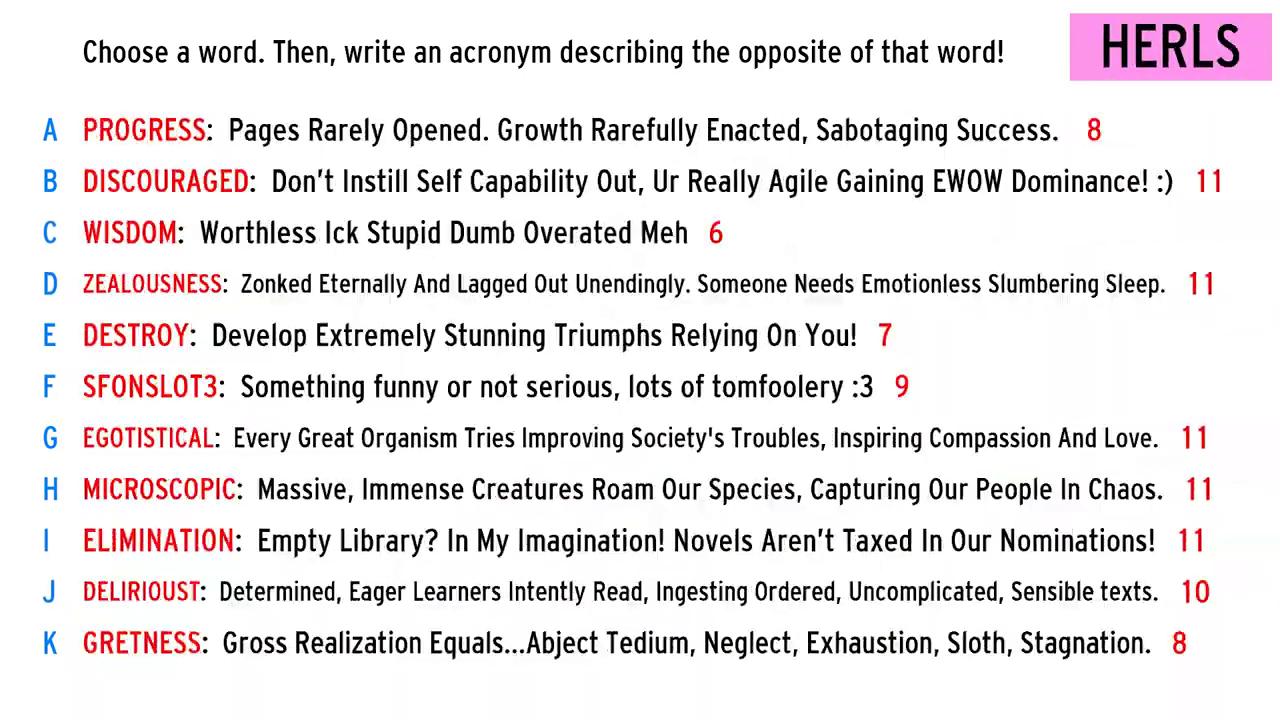 Choose a word. Then, write an acronym describing the opposite of that word!
HERLS
A PROGRESS: Pages Rarely Opened. Growth Rarefully Enacted, Sabotaging Success. 8
B DISCOURAGED: Don't Instill Self Capability Out, Ur Really Agile Gaining EWOW Dominance! :) 11
C WISDOM: Worthless Ick Stupid Dumb Overated Meh 6
D ZEALOUSNESS: Zonked Eternally And Lagged Out Unendingly. Someone Needs Emotionless Slumbering Sleep. 11
E DESTROY: Develop Extremely Stunning Triumphs Relying On You! 7
F SFONSLOT3: Something funny or not serious, lots of tomfoolery :3 9
G EGOTISTICAL: Every Great Organism Tries Improving Society's Troubles, Inspiring Compassion And Love. 11
H MICROSCOPIC: Massive, Immense Creatures Roam Our Species, Capturing Our People In Chaos. 11
I ELIMINATION: Empty Library? In My Imagination! Novels Aren't Taxed In Our Nominations! 11
J DELIRIOUST: Determined, Eager Learners Intently Read, Ingesting Ordered, Uncomplicated, Sensible texts. 10
K GRETNESS: Gross Realization Equals...Abject Tedium, Neglect, Exhaustion, Sloth, Stagnation. 8